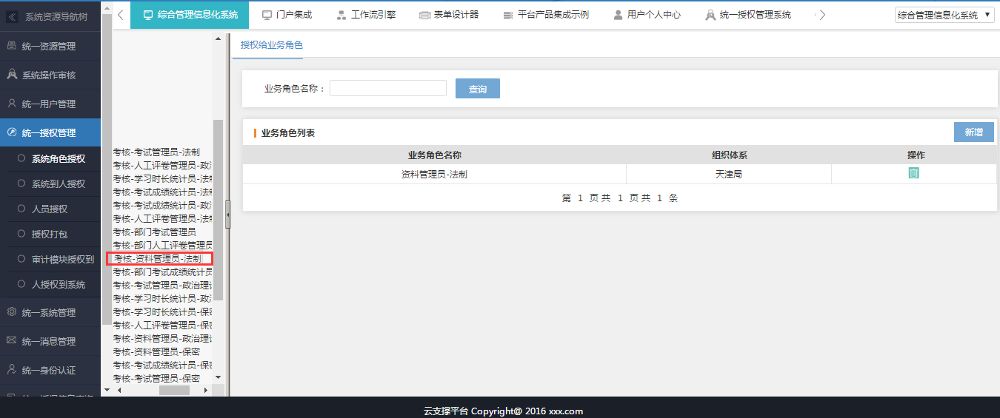 系统资源导航树
综合管理信息化系统
门户集成
工作流引擎
表单设计器
平台产品集成示例
用户个人中心
统一授权管理系统
综合管理信息化系统
统一资源管理
系统操作审核
统一用户管理
统一授权管理
系统角色授权
系统到人授权
人员授权
授权打包
审计模块授权到
人授权到系统
统一系统管理
统一消息管理
统一身份认证
考核-考试管理员-法制
考核-人工评卷管理员-政
考核-学习时长统计员-法
考核-考试成绩统计员-法
考核-考试成绩统计员-政
考核-人工评卷管理员-法
考核-部门考试管理员
考核-部门人工评卷管理员
考核-资料管理员-法制
考核-部门考试成绩统计员
考核-考试管理员-政治理
考核-学习时长统计员-政
考核-学习时长统计员-保
考核-人工评卷管理员-保
考核-资料管理员-政治理
考核-资料管理员-保密
考核-考试成绩统计员-保
考核-考试管理员-保密
授权给业务角色
业务角色名称： 查询
业务角色列表 新增
业务角色名称 组织体系 操作
资料管理员-法制 天津局
第 1 页 共 1 页 共 1 条
云支撑平台 Copyright@ 2016 xxx.com